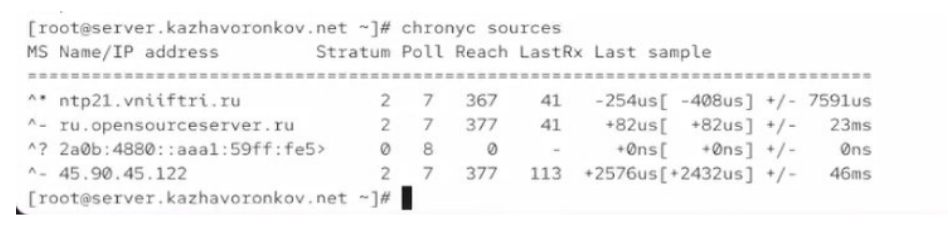 [root@server.kazhavoronkov.net ~]# chronyc sources
MS Name/IP address         Stratum Poll Reach LastRx Last sample
===============================================================================
^* ntp21.vniiftri.ru             2   7   367    41   -254us[ -408us] +/- 7591us
^- ru.opensourceserver.ru        2   7   377    41    +82us[  +82us] +/-   23ms
^? 2a0b:4880::aaa1:59ff:fe5>     0   8     0     -     +0ns[   +0ns] +/-    0ns
^- 45.90.45.122                  2   7   377   113  +2576us[+2432us] +/-   46ms
[root@server.kazhavoronkov.net ~]#